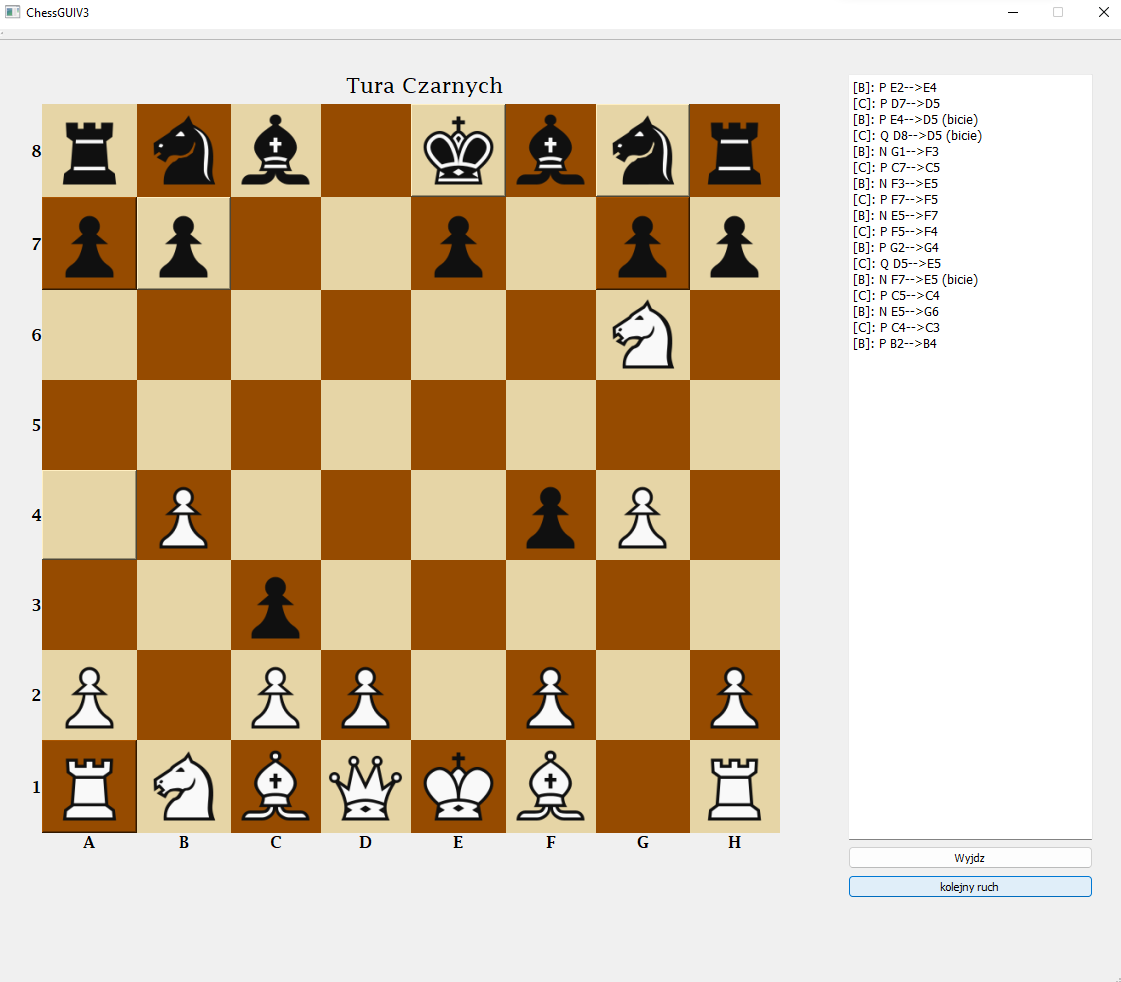 ChessGUIV3
Tura Czarnych
8
7
6
5
4
3
2
1
A B C D E F G H
[B]: P E2-->E4
[C]: P D7-->D5
[B]: P E4-->D5 (bicie)
[C]: Q D8-->D5 (bicie)
[B]: N G1-->F3
[C]: P C7-->C5
[B]: N F3-->E5
[C]: P F7-->F5
[B]: N E5-->F7
[C]: P F5-->F4
[B]: P G2-->G4
[C]: Q D5-->E5
[B]: N F7-->E5 (bicie)
[C]: P C5-->C4
[B]: N E5-->G6
[C]: P C4-->C3
[B]: P B2-->B4
Wyjdz
kolejny ruch